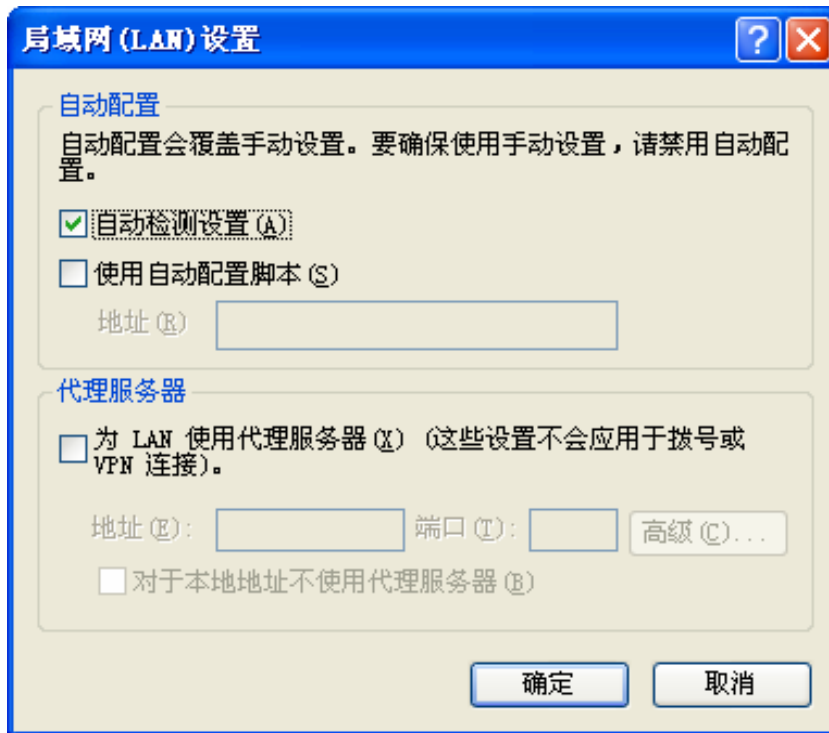 局域网(LAN)设置
自动配置
自动配置会覆盖手动设置。要确保使用手动设置，请禁用自动配
置。
自动检测设置(A)
使用自动配置脚本(S)
地址(R)
代理服务器
为 LAN 使用代理服务器(X) (这些设置不会应用于拨号或
VPN 连接)。
地址(E): 端口(T): 高级(C)...
对于本地地址不使用代理服务器(B)
确定 取消